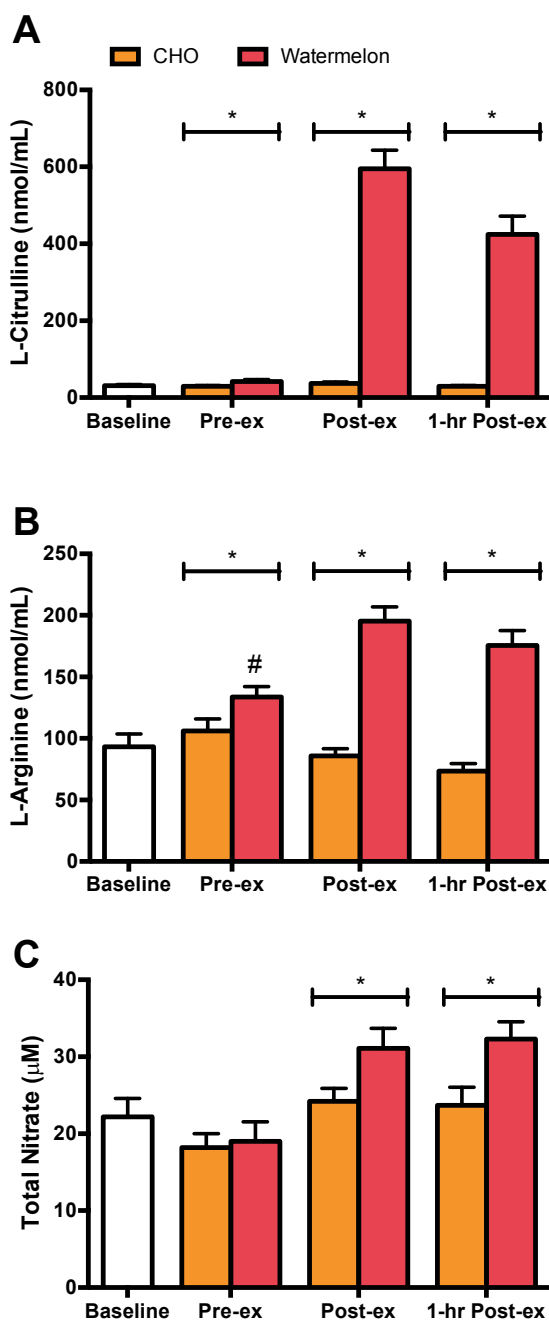 A
CHO Watermelon
L-Citrulline (nmol/mL)
800
600
400
200
0
* * *
Baseline Pre-ex Post-ex 1-hr Post-ex
B
L-Arginine (nmol/mL)
250
200
150
100
50
0
* * *
#
Baseline Pre-ex Post-ex 1-hr Post-ex
C
Total Nitrate (μM)
40
30
20
10
0
* *
Baseline Pre-ex Post-ex 1-hr Post-ex